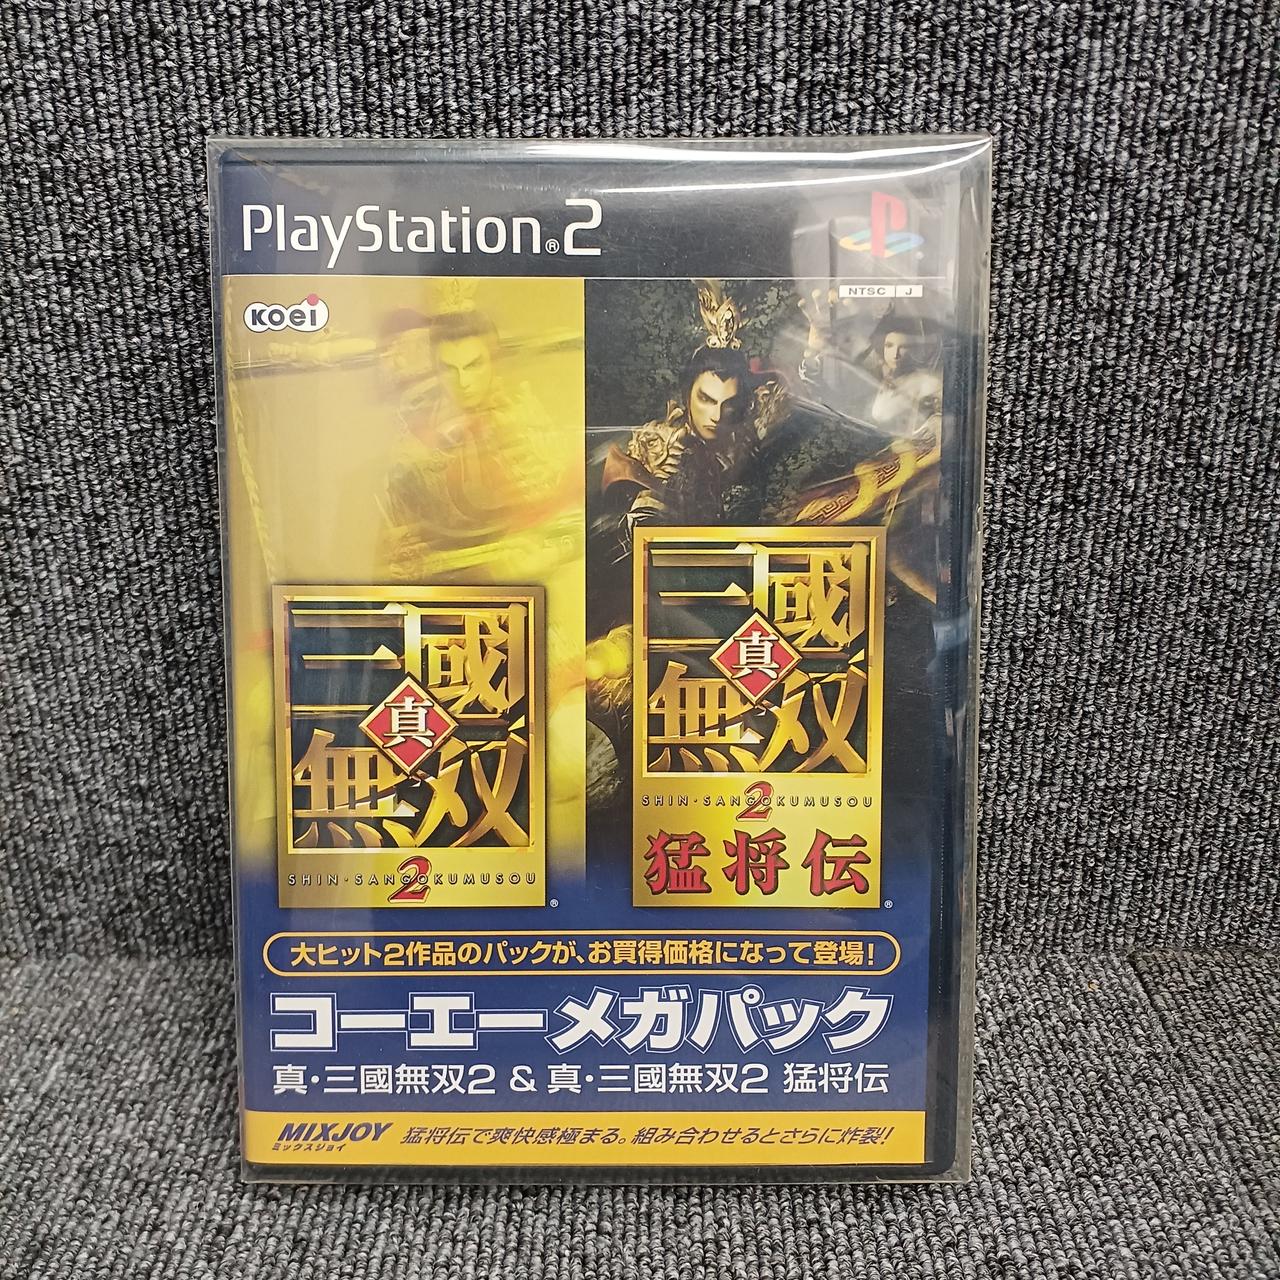 PlayStation®2
NTSC J
KOEI
三國無双
真
2
SHIN・SANGOKUMUSOU
®
三國無双
真
2
SHIN・SANGOKUMUSOU
猛将伝
®
大ヒット2作品のパックが、お買得価格になって登場!
コーエーメガパック
真・三國無双2 & 真・三國無双2 猛将伝
MIXJOY
ミックスジョイ
猛将伝で爽快感極まる。組み合わせるとさらに炸裂!